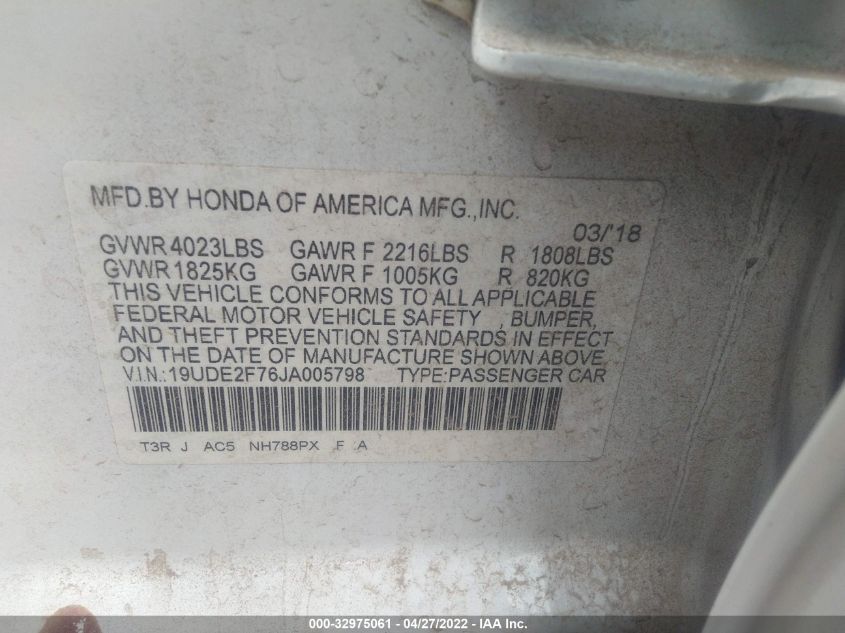 MFD.BY HONDA OF AMERICA MFG.,INC.
03/'18
GVWR 4023LBS GAWR F 2216LBS R 1808LBS
GVWR 1825KG GAWR F 1005KG R 820KG
THIS VEHICLE CONFORMS TO ALL APPLICABLE
FEDERAL MOTOR VEHICLE SAFETY , BUMPER,
AND THEFT PREVENTION STANDARDS IN EFFECT
ON THE DATE OF MANUFACTURE SHOWN ABOVE.
V.I.N.:19UDE2F76JA005798 TYPE:PASSENGER CAR
T3R J AC5 NH788PX F A
000-32975061 - 04/27/2022 - IAA Inc.